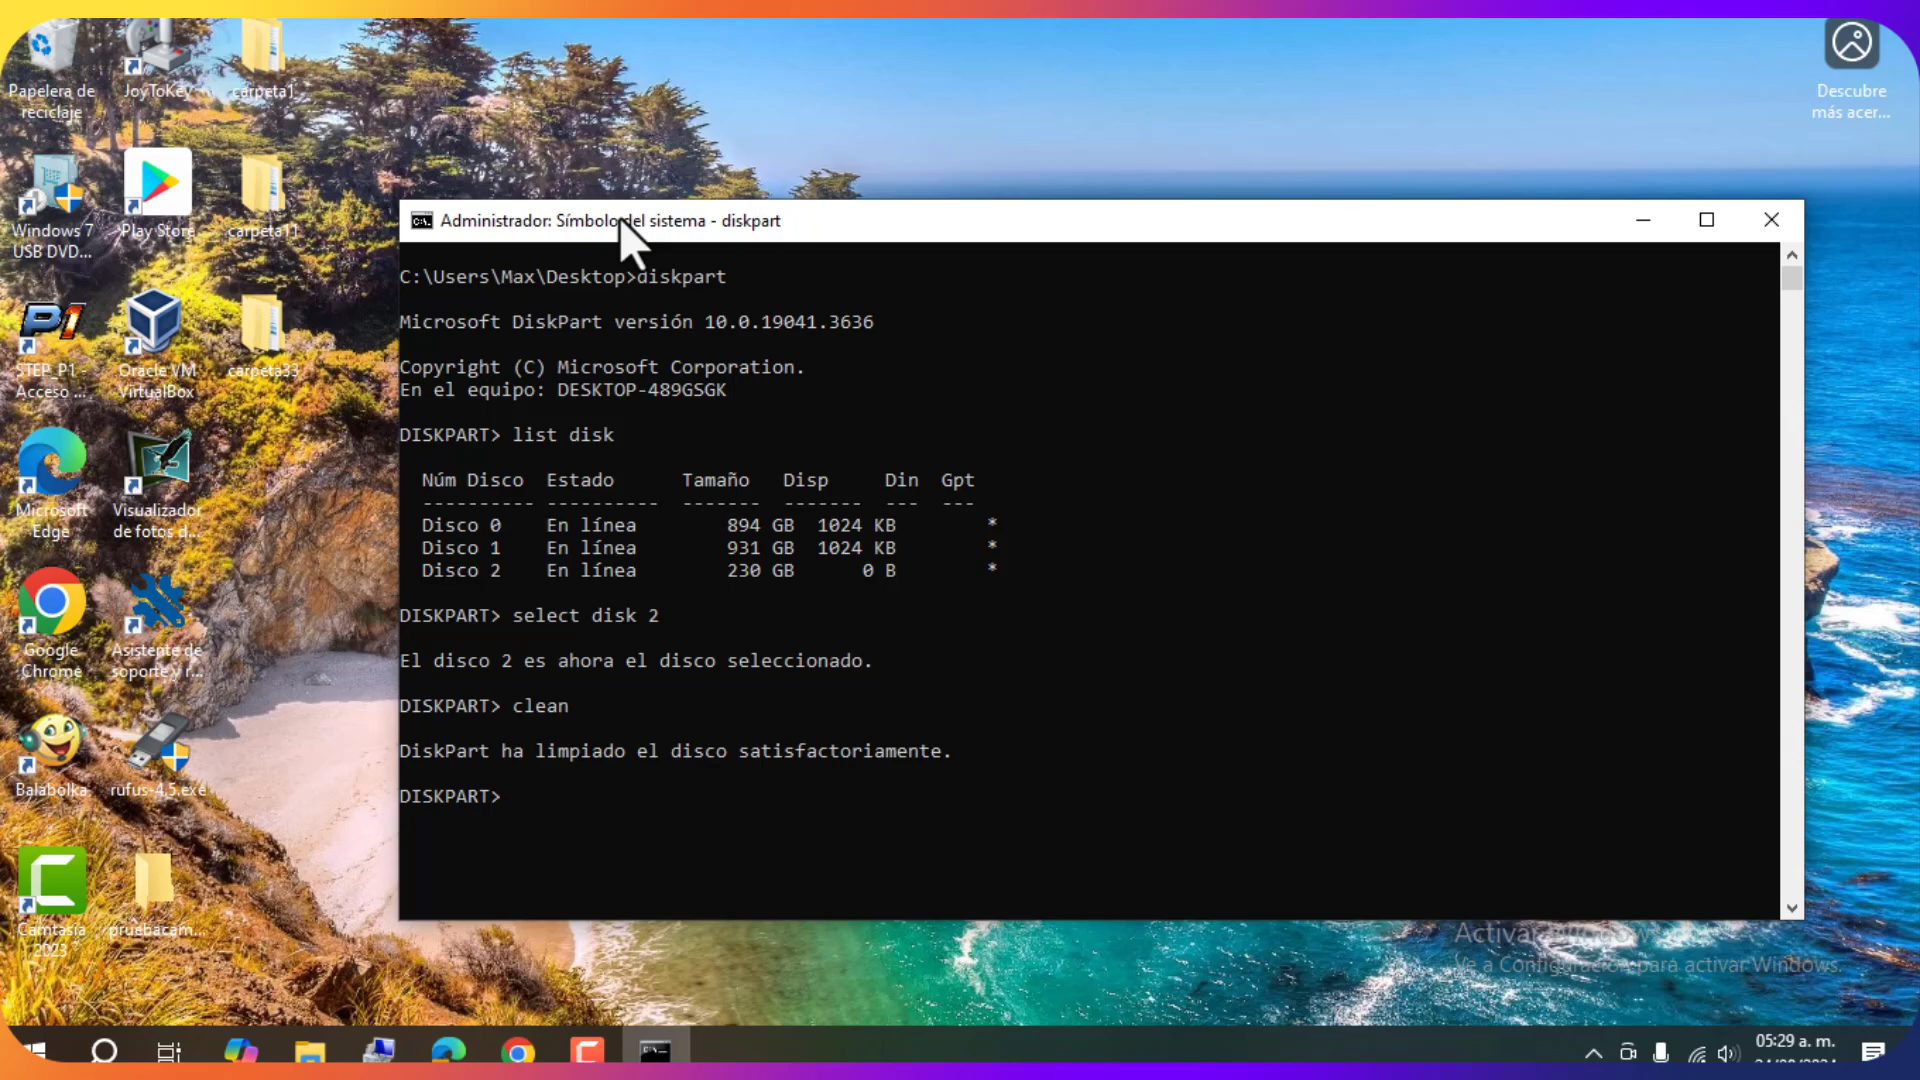 Papelera de
reciclaje
JoyToKey
carpeta1
Descubre
más acer...
Windows 7
USB DVD...
Play Store
carpeta11
STEP_P1 -
Acceso ...
Oracle VM
VirtualBox
carpeta33
Microsoft
Edge
Visualizador
de fotos d...
Google
Chrome
Asistente de
soporte y r...
Balabolka
rufus-4.5.exe
Camtasia
2023
pruebacam...
Administrador: Símbolo del sistema - diskpart
C:\Users\Max\Desktop>diskpart
Microsoft DiskPart versión 10.0.19041.3636
Copyright (C) Microsoft Corporation.
En el equipo: DESKTOP-489GSGK
DISKPART> list disk
Núm Disco  Estado      Tamaño   Disp     Din  Gpt
---------- ---------- ------- ------- --- ---
Disco 0    En línea        894 GB  1024 KB        *
Disco 1    En línea        931 GB  1024 KB        *
Disco 2    En línea        230 GB      0 B        *
DISKPART> select disk 2
El disco 2 es ahora el disco seleccionado.
DISKPART> clean
DiskPart ha limpiado el disco satisfactoriamente.
DISKPART>
Activar Windows
Ve a Configuración para activar Windows.
05:29 a. m.